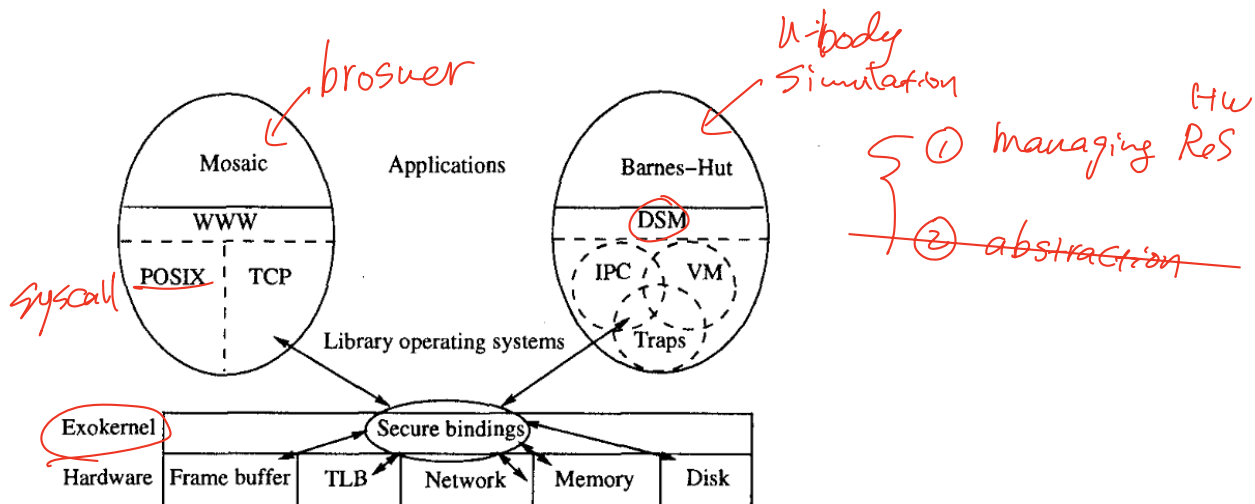 brosuer
n-body
simulation
HW
① managing Res
② abstraction
Mosaic
Applications
Barnes-Hut
WWW
DSM
POSIX
TCP
IPC
VM
syscall
Traps
Library operating systems
Exokernel
Secure bindings
Hardware
Frame buffer
TLB
Network
Memory
Disk